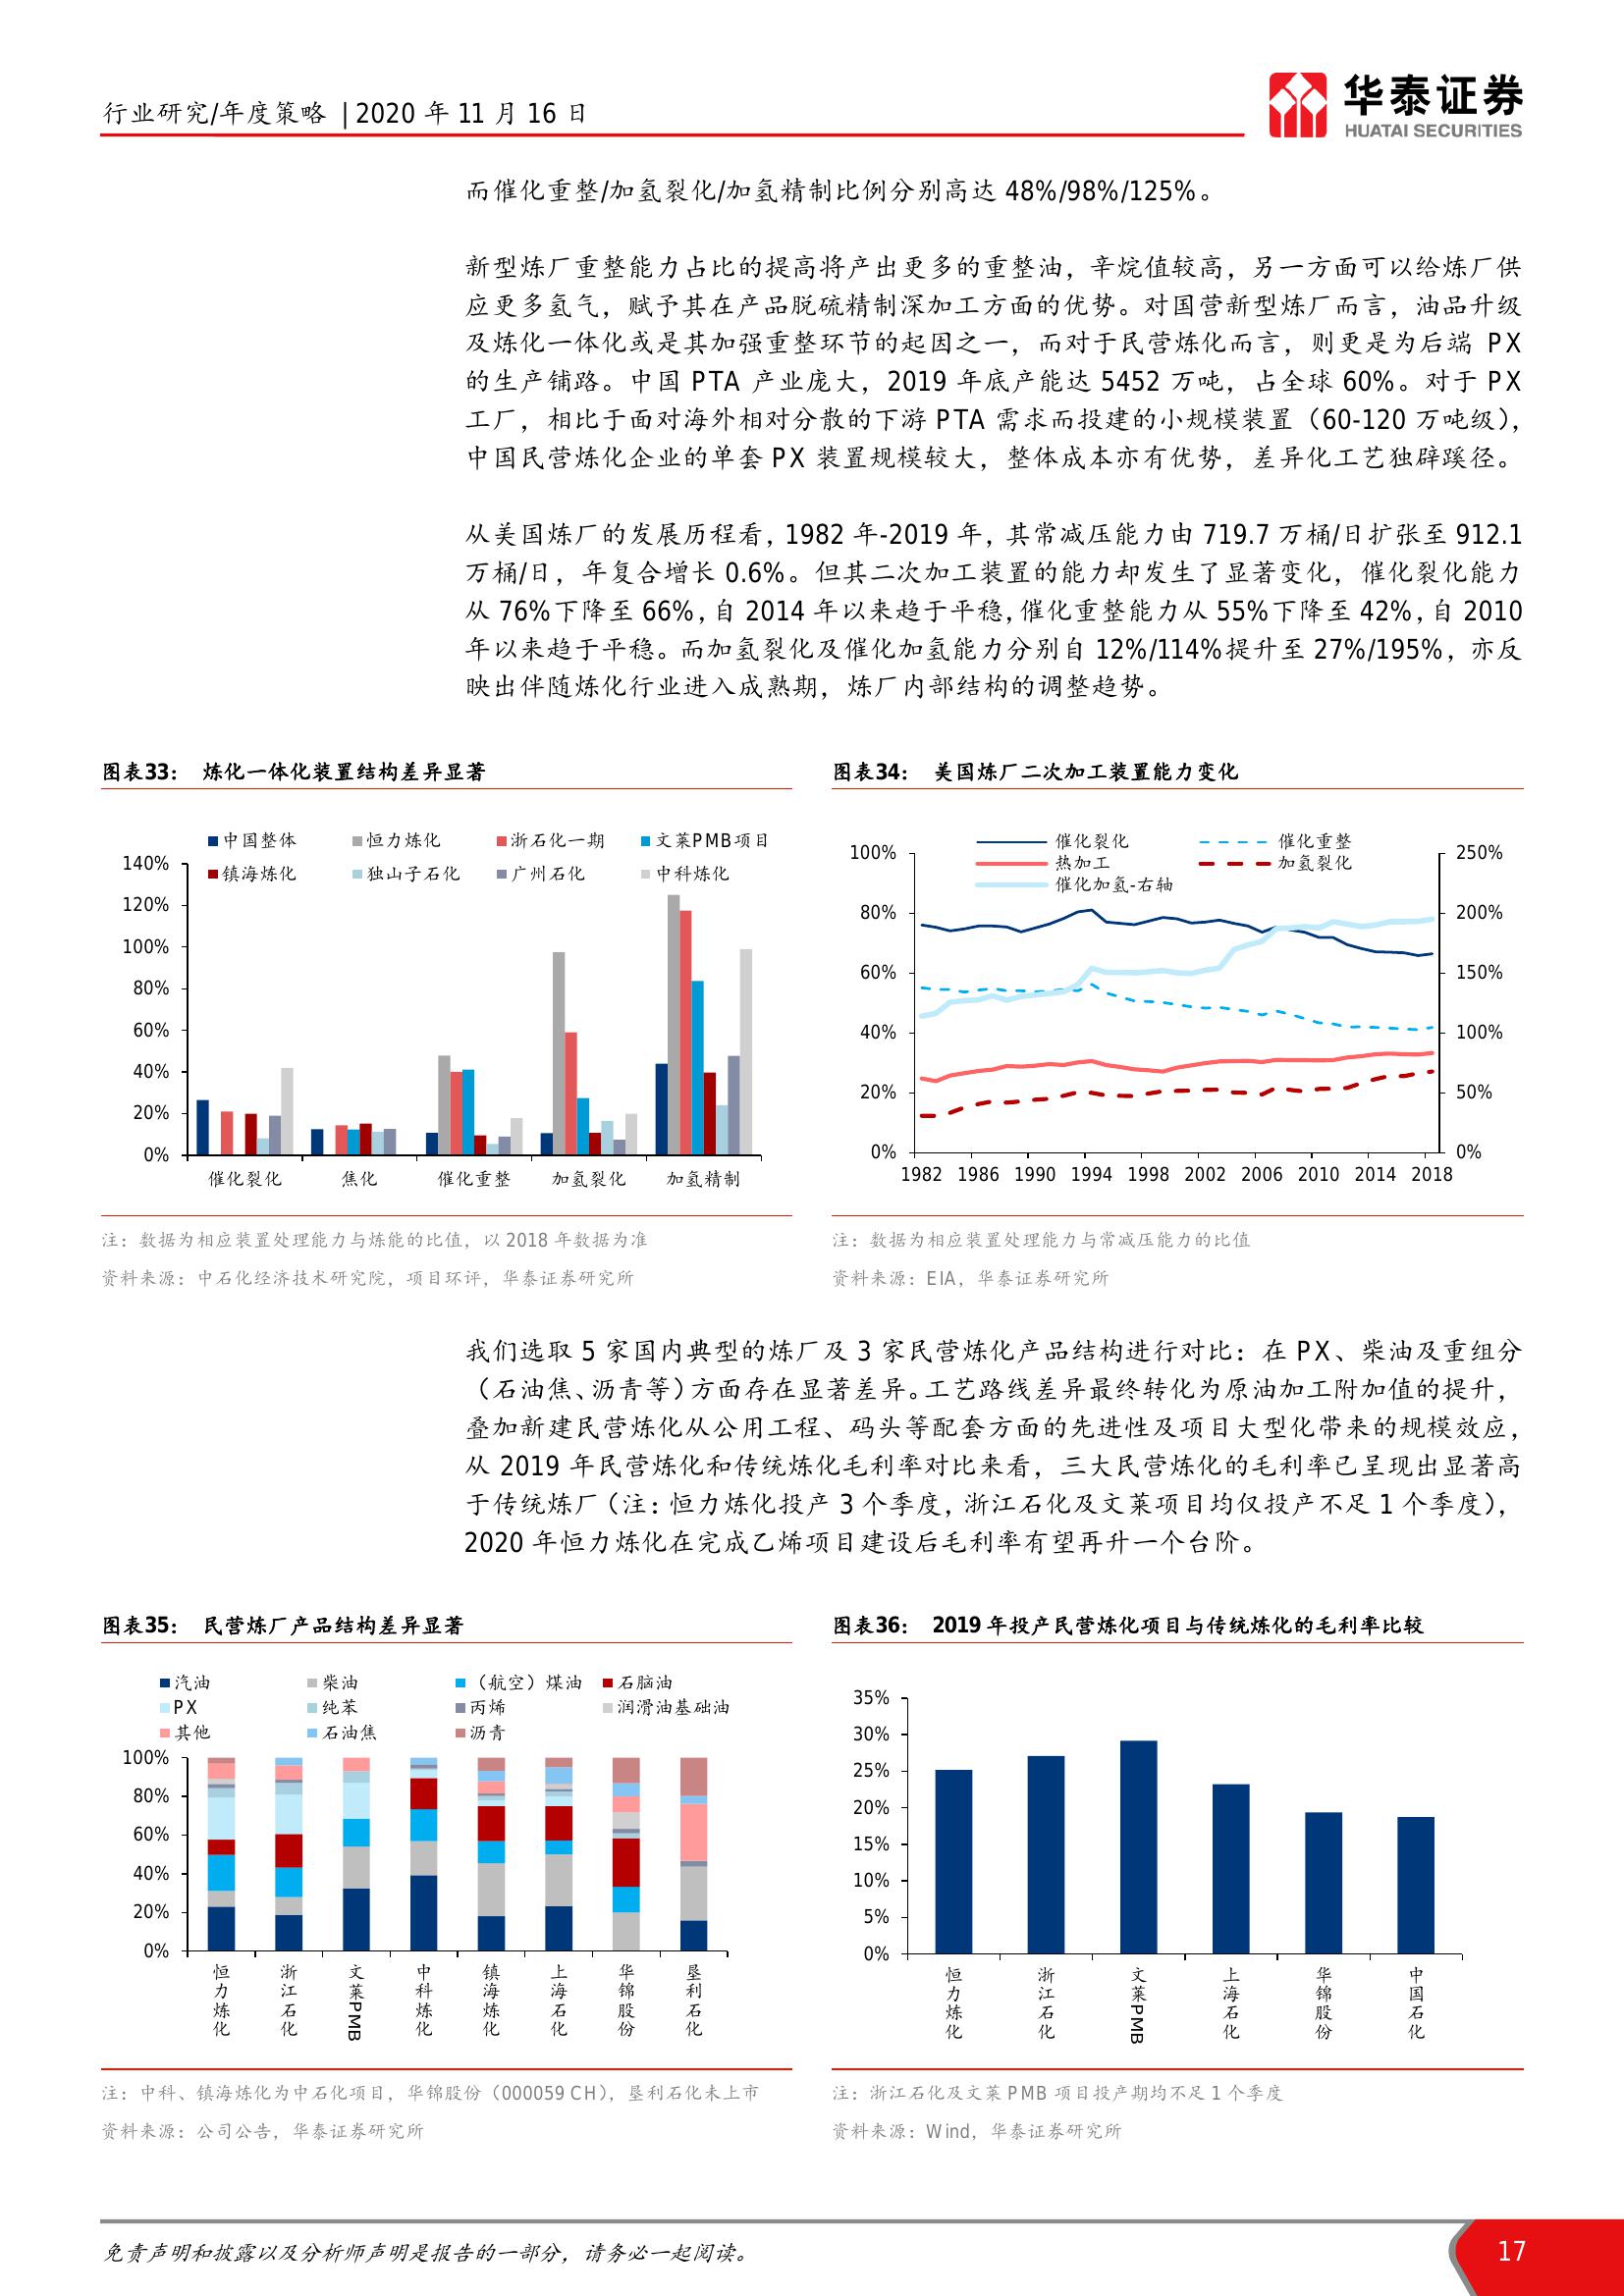 行业研究/年度策略 | 2020 年 11 月 16 日
华泰证券
HUATAI SECURITIES
而催化重整/加氢裂化/加氢精制比例分别高达 48%/98%/125%。
新型炼厂重整能力占比的提高将产出更多的重整油，辛烷值较高，另一方面可以给炼厂供
应更多氢气，赋予其在产品脱硫精制深加工方面的优势。对国营新型炼厂而言，油品升级
及炼化一体化或是其加强重整环节的起因之一，而对于民营炼化而言，则更是为后端 PX
的生产铺路。中国 PTA 产业庞大，2019 年底产能达 5452 万吨，占全球 60%。对于 PX
工厂，相比于面对海外相对分散的下游 PTA 需求而投建的小规模装置（60-120 万吨级），
中国民营炼化企业的单套 PX 装置规模较大，整体成本亦有优势，差异化工艺独辟蹊径。
从美国炼厂的发展历程看，1982 年-2019 年，其常减压能力由 719.7 万桶/日扩张至 912.1
万桶/日，年复合增长 0.6%。但其二次加工装置的能力却发生了显著变化，催化裂化能力
从 76%下降至 66%，自 2014 年以来趋于平稳，催化重整能力从 55%下降至 42%，自 2010
年以来趋于平稳。而加氢裂化及催化加氢能力分别自 12%/114%提升至 27%/195%，亦反
映出伴随炼化行业进入成熟期，炼厂内部结构的调整趋势。
图表33： 炼化一体化装置结构差异显著
中国整体 恒力炼化 浙石化一期 文莱PMB项目
镇海炼化 独山子石化 广州石化 中科炼化
140%
120%
100%
80%
60%
40%
20%
0%
催化裂化 焦化 催化重整 加氢裂化 加氢精制
注：数据为相应装置处理能力与炼能的比值，以 2018 年数据为准
资料来源：中石化经济技术研究院，项目环评，华泰证券研究所
图表34： 美国炼厂二次加工装置能力变化
催化裂化 催化重整
热加工 加氢裂化
催化加氢-右轴
100%
80%
60%
40%
20%
0%
250%
200%
150%
100%
50%
0%
1982 1986 1990 1994 1998 2002 2006 2010 2014 2018
注：数据为相应装置处理能力与常减压能力的比值
资料来源：EIA，华泰证券研究所
我们选取 5 家国内典型的炼厂及 3 家民营炼化产品结构进行对比：在 PX、柴油及重组分
（石油焦、沥青等）方面存在显著差异。工艺路线差异最终转化为原油加工附加值的提升，
叠加新建民营炼化从公用工程、码头等配套方面的先进性及项目大型化带来的规模效应，
从 2019 年民营炼化和传统炼化毛利率对比来看，三大民营炼化的毛利率已呈现出显著高
于传统炼厂（注：恒力炼化投产 3 个季度，浙江石化及文莱项目均仅投产不足 1 个季度），
2020 年恒力炼化在完成乙烯项目建设后毛利率有望再升一个台阶。
图表35： 民营炼厂产品结构差异显著
汽油 柴油 （航空）煤油 石脑油
PX 纯苯 丙烯 润滑油基础油
其他 石油焦 沥青
100%
80%
60%
40%
20%
0%
恒力炼化 浙江石化 文莱PMB 中科炼化 镇海炼化 上海石化 华锦股份 垦利石化
注：中科、镇海炼化为中石化项目，华锦股份（000059 CH），垦利石化未上市
资料来源：公司公告，华泰证券研究所
图表36： 2019 年投产民营炼化项目与传统炼化的毛利率比较
35%
30%
25%
20%
15%
10%
5%
0%
恒力炼化 浙江石化 文莱PMB 上海石化 华锦股份 中国石化
注：浙江石化及文莱 PMB 项目投产期均不足 1 个季度
资料来源：Wind，华泰证券研究所
免责声明和披露以及分析师声明是报告的一部分，请务必一起阅读。
17